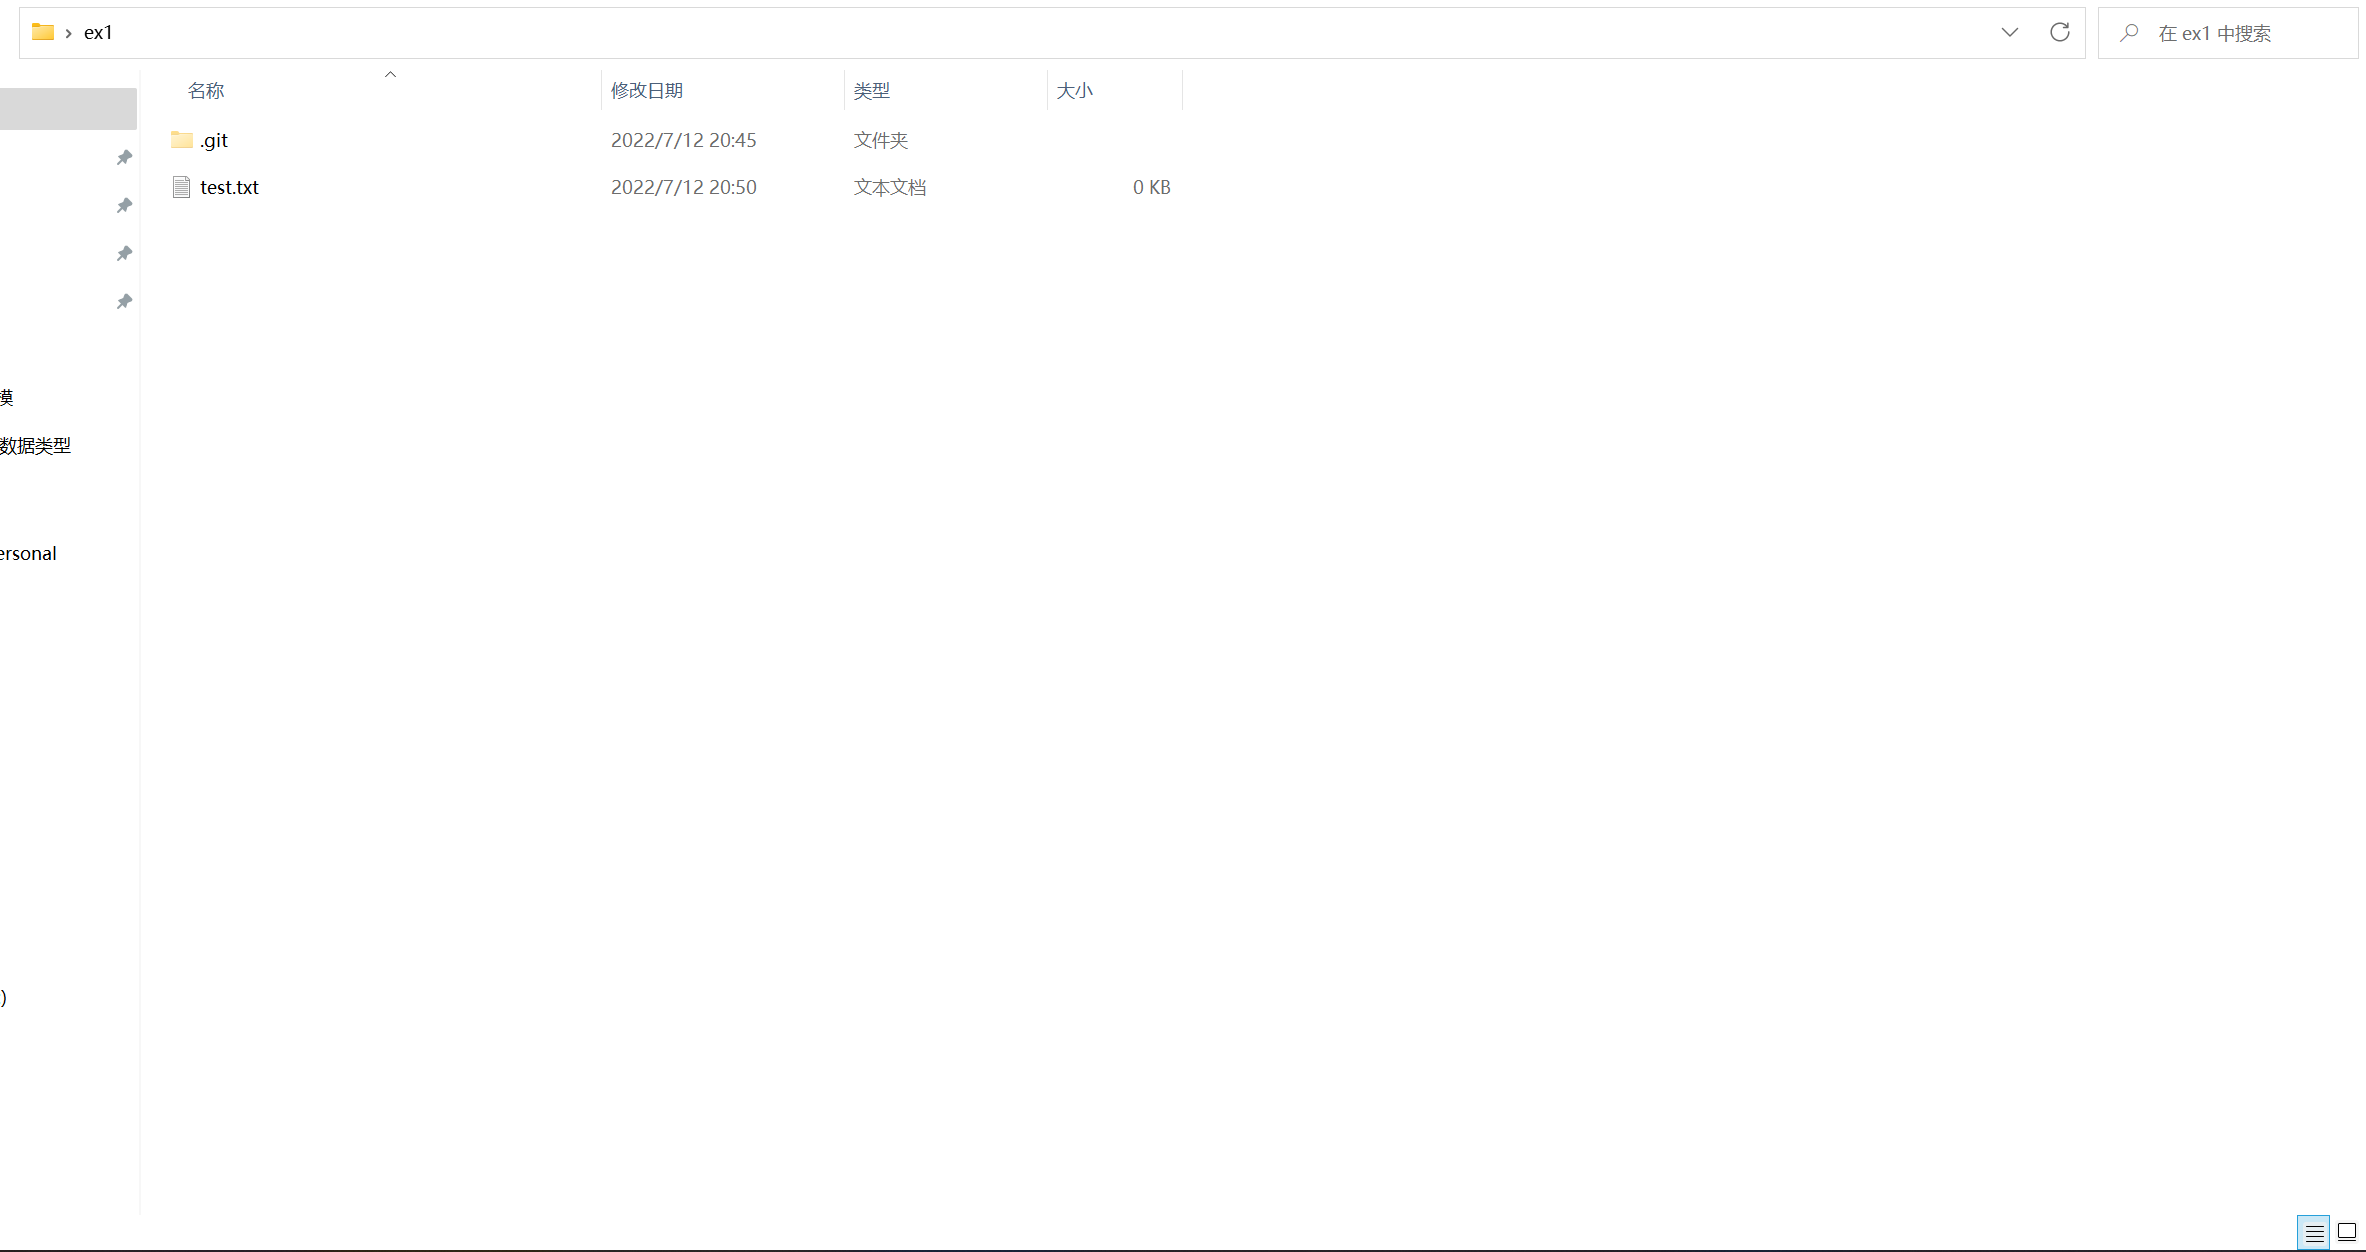 ex1
在 ex1 中搜索
名称 修改日期 类型 大小
.git 2022/7/12 20:45 文件夹
test.txt 2022/7/12 20:50 文本文档 0 KB
模
数据类型
ersonal
)